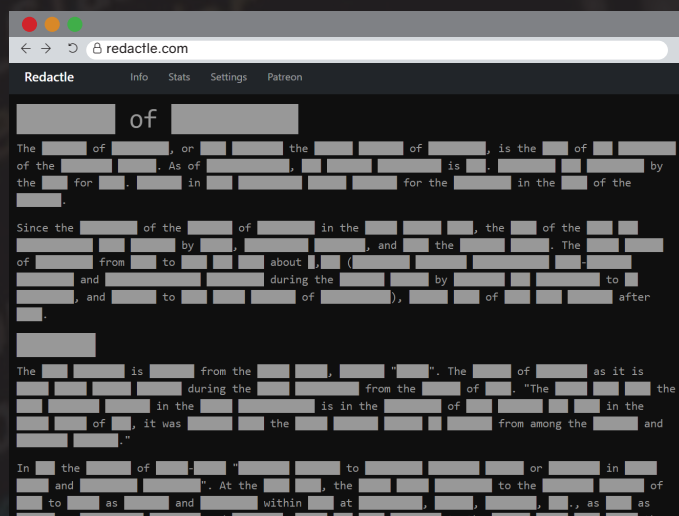 redactle.com
Redactle Info Stats Settings Patreon
of
The of , or the of , is the of
of the . As of , is . by
the for . in for the in the of the
.
Since the of the of in the , the of the
by , , and the . The
of from to about , ( -
and during the by to
, and to of ), of after
.
The is from the , " ". The of as it is
during the from the of . "The the
in the is in the of in the
of , it was the from among the and
."
In the of - " to or in
and ". At the , the to the of
to as and within at , , , ., as as